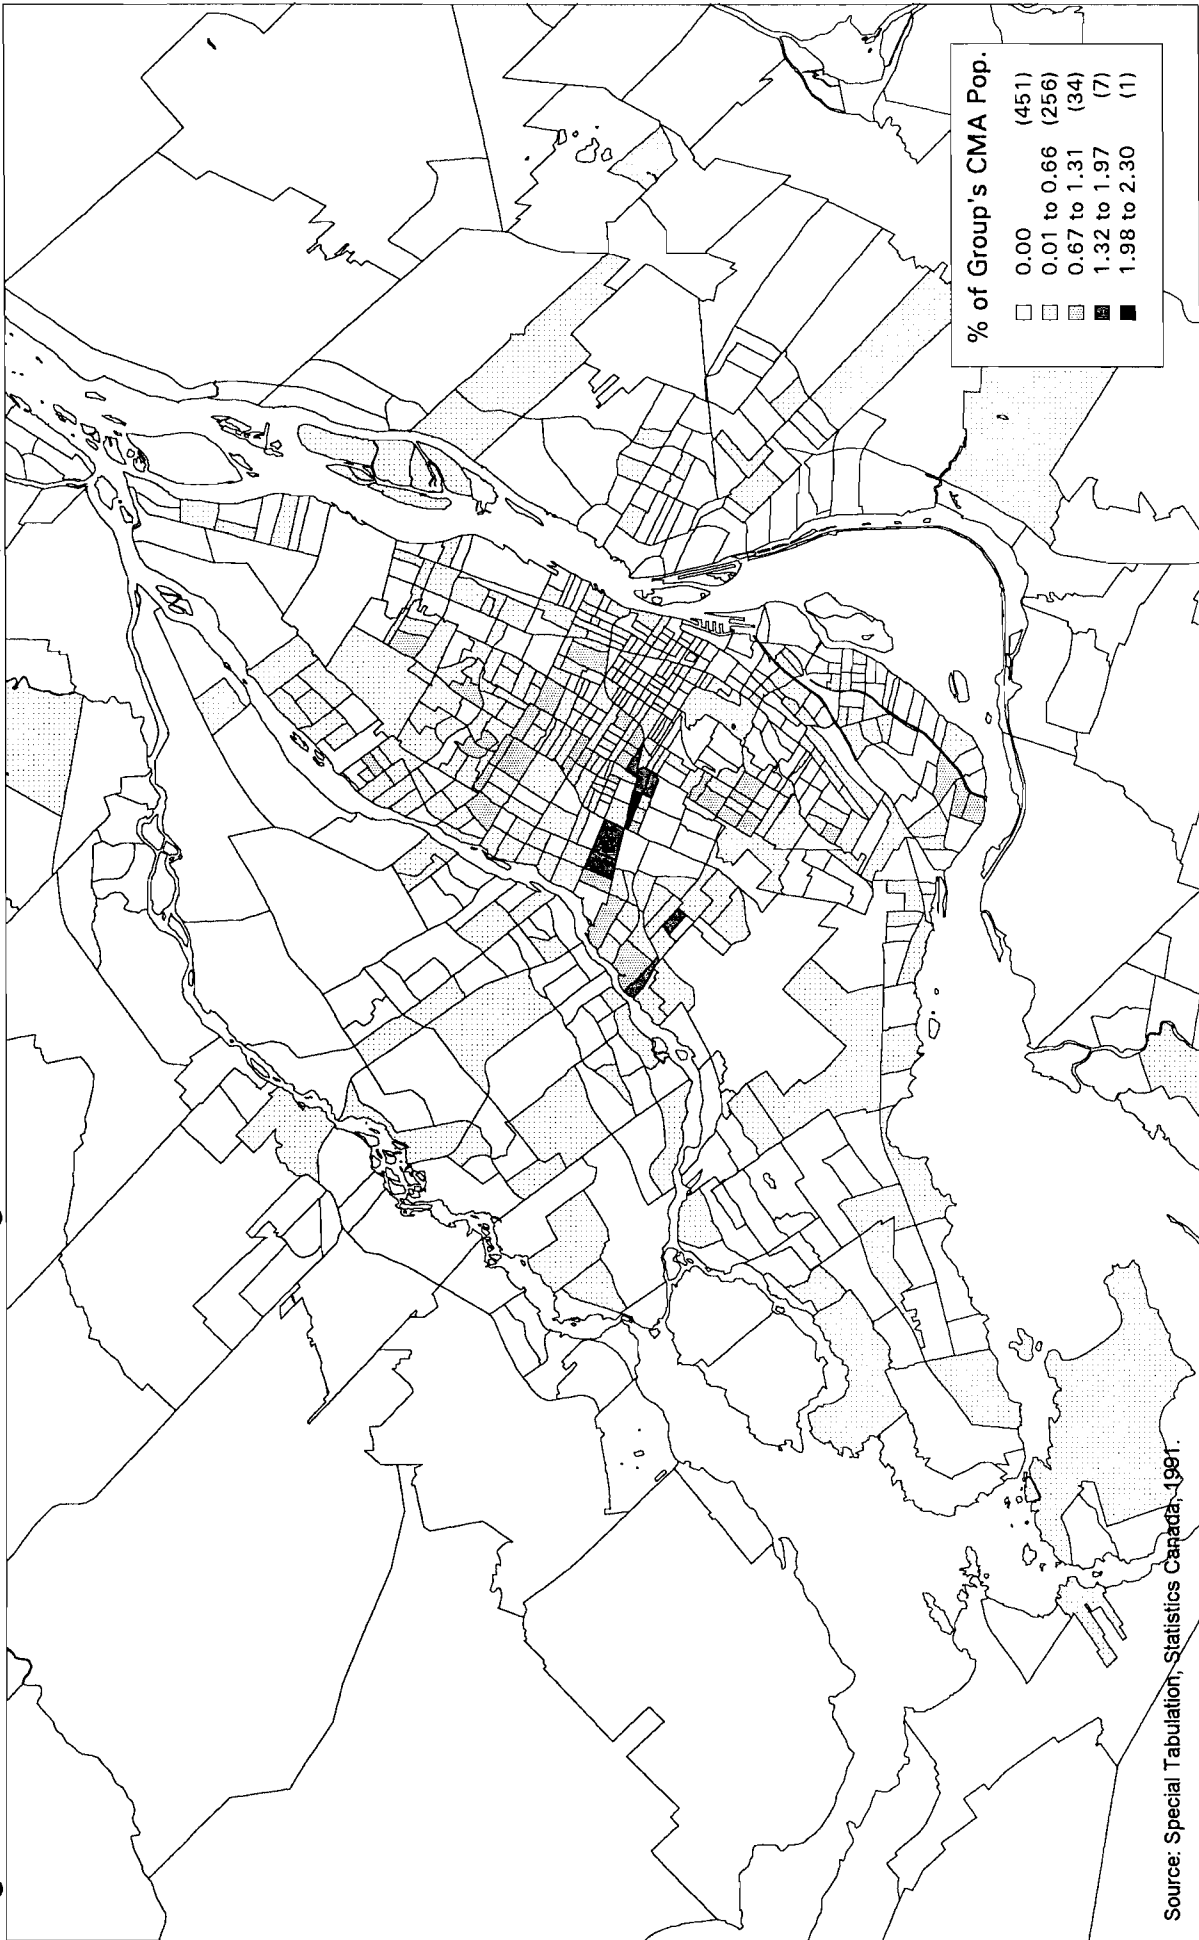 % of Group's CMA Pop.
0.00 (451)
0.01 to 0.66 (256)
0.67 to 1.31 (34)
1.32 to 1.97 (7)
1.98 to 2.30 (1)
Source: Special Tabulation, Statistics Canada, 1991.